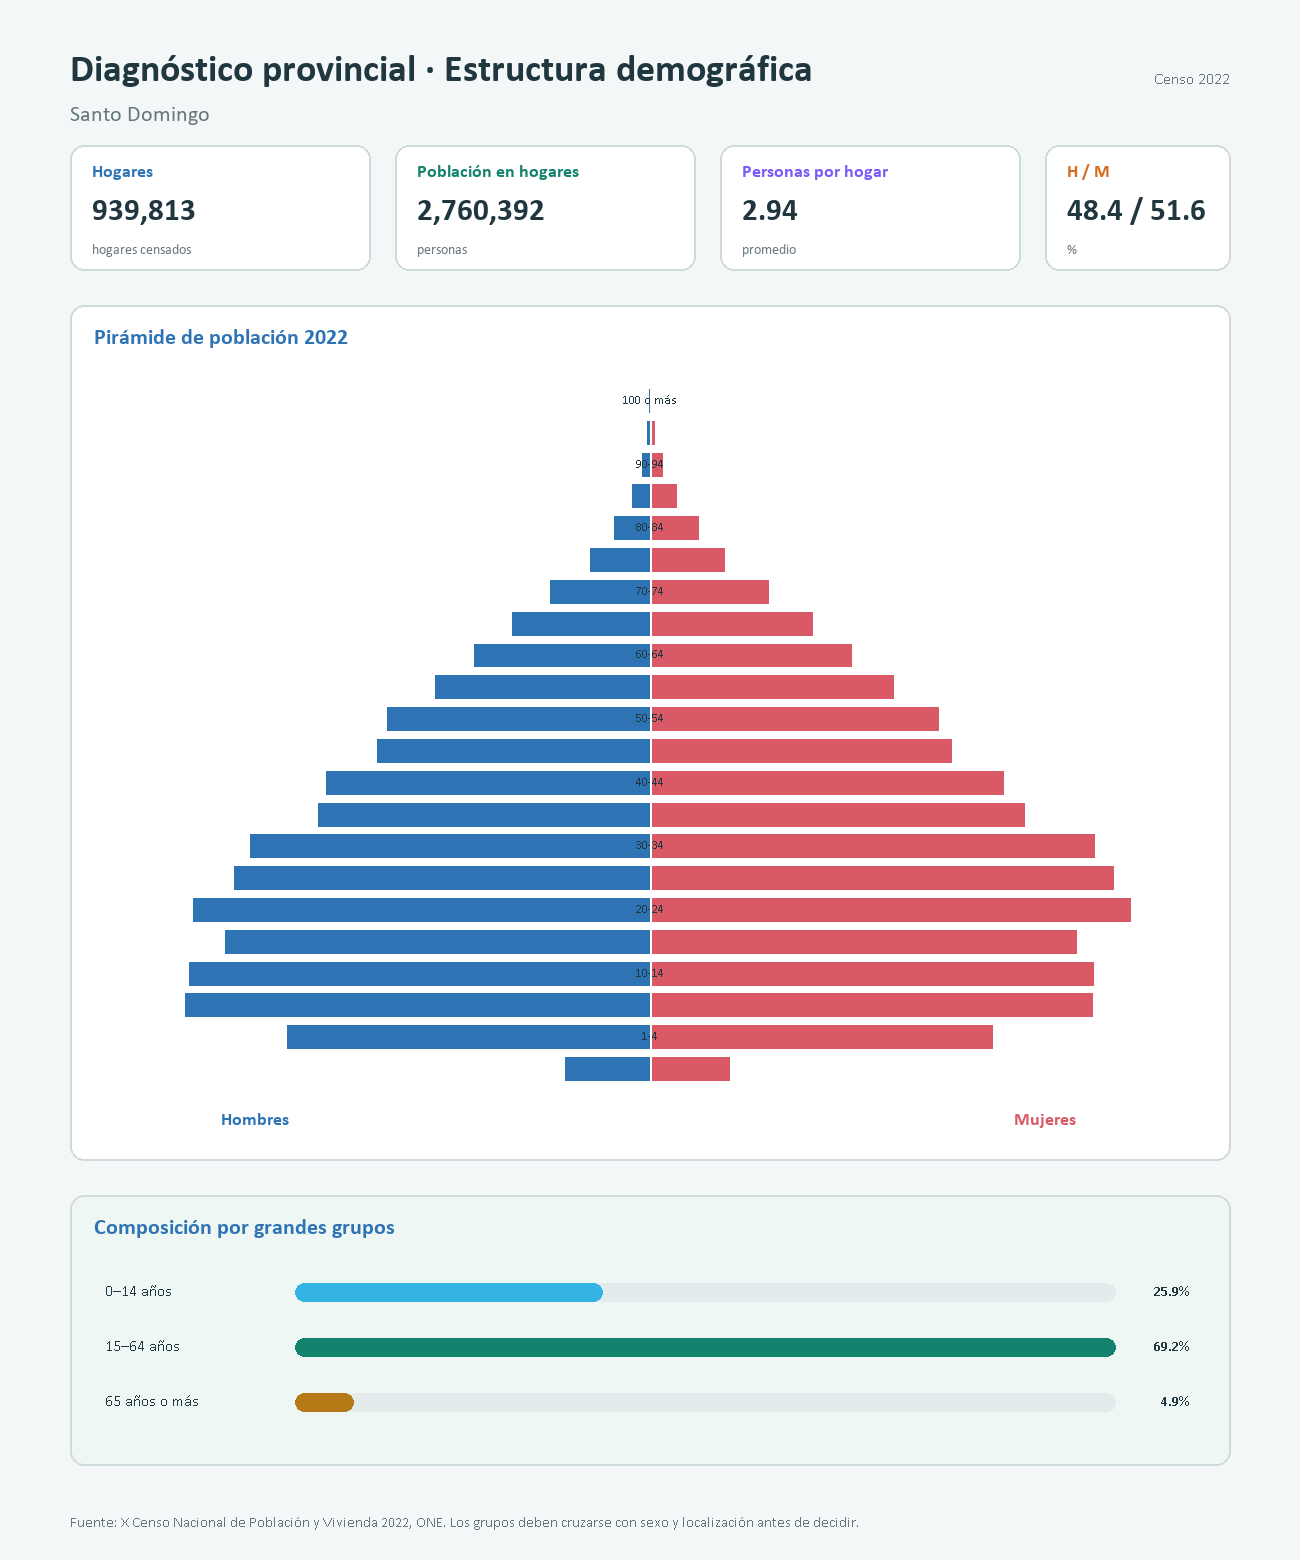 Diagnóstico provincial · Estructura demográfica
Censo 2022
Santo Domingo
Hogares
939,813
hogares censados
Población en hogares
2,760,392
personas
Personas por hogar
2.94
promedio
H / M
48.4 / 51.6
%
Pirámide de población 2022
100 o más
90-94
80-84
70-74
60-64
50-54
40-44
30-34
20-24
10-14
1-4
Hombres
Mujeres
Composición por grandes grupos
0–14 años
25.9%
15–64 años
69.2%
65 años o más
4.9%
Fuente: X Censo Nacional de Población y Vivienda 2022, ONE. Los grupos deben cruzarse con sexo y localización antes de decidir.